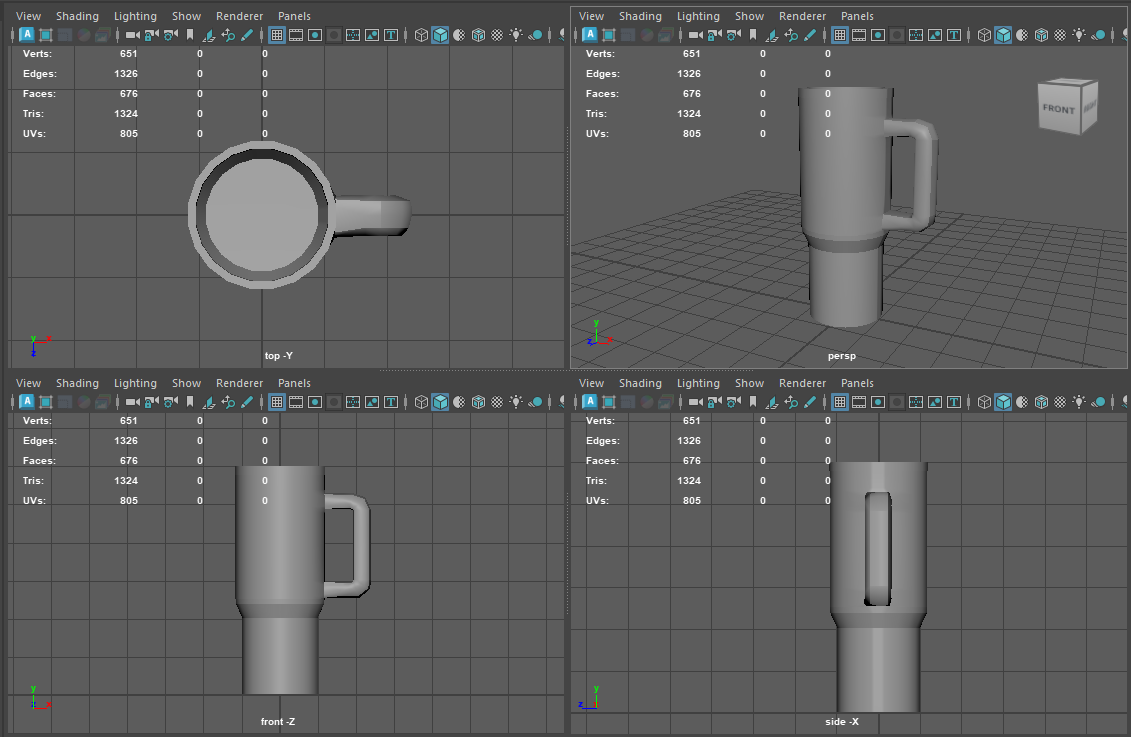 View Shading Lighting Show Renderer Panels
A T
Verts: 651 0 0
Edges: 1326 0 0
Faces: 676 0 0
Tris: 1324 0 0
UVs: 805 0 0
y x z
top -Y
View Shading Lighting Show Renderer Panels
A T
Verts: 651 0 0
Edges: 1326 0 0
Faces: 676 0 0
Tris: 1324 0 0
UVs: 805 0 0
FRONT
y z x
persp
View Shading Lighting Show Renderer Panels
A T
Verts: 651 0 0
Edges: 1326 0 0
Faces: 676 0 0
Tris: 1324 0 0
UVs: 805 0 0
y z x
front -Z
View Shading Lighting Show Renderer Panels
A T
Verts: 651 0 0
Edges: 1326 0 0
Faces: 676 0 0
Tris: 1324 0 0
UVs: 805 0 0
y z
side -X